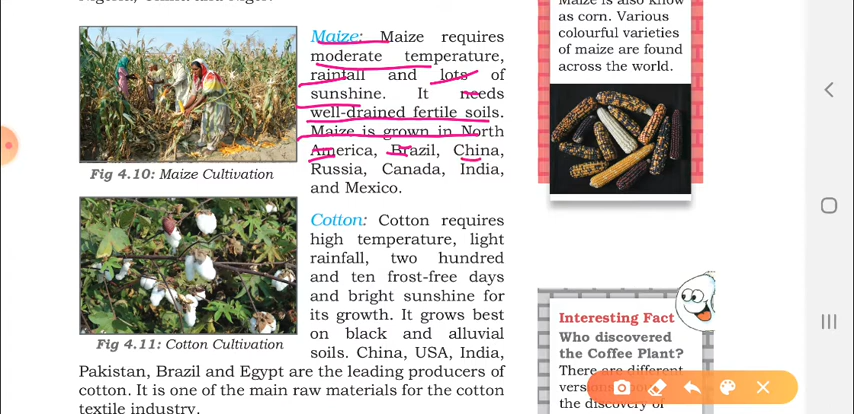 Maize: Maize requires
moderate temperature,
rainfall and lots of
sunshine. It needs
well-drained fertile soils.
Maize is grown in North
America, Brazil, China,
Russia, Canada, India,
and Mexico.
Fig 4.10: Maize Cultivation
Cotton: Cotton requires
high temperature, light
rainfall, two hundred
and ten frost-free days
and bright sunshine for
its growth. It grows best
on black and alluvial
soils. China, USA, India,
Pakistan, Brazil and Egypt are the leading producers of
cotton. It is one of the main raw materials for the cotton
textile industry.
Fig 4.11: Cotton Cultivation
Maize is also know
as corn. Various
colourful varieties
of maize are found
across the world.
Interesting Fact
Who discovered
the Coffee Plant?
There are different
the discovery of